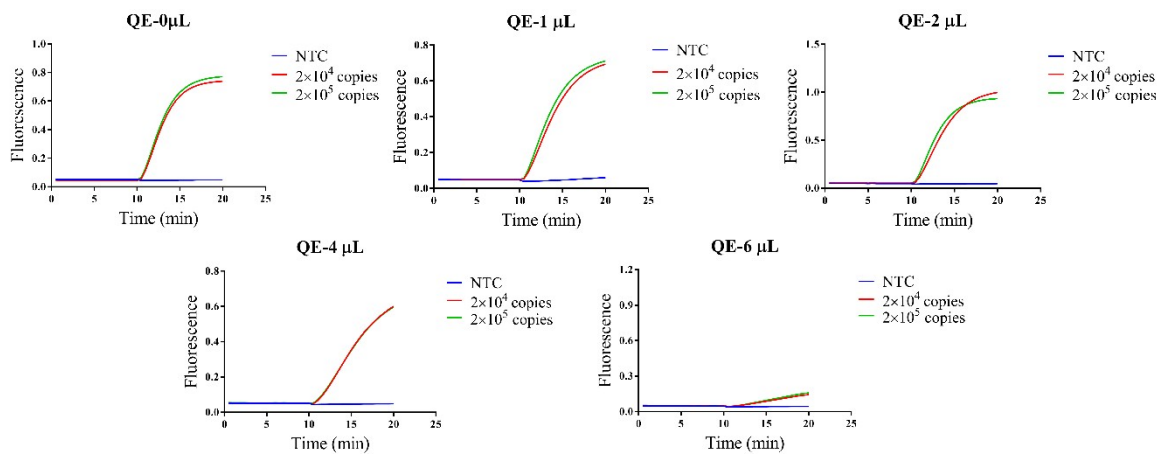 QE-0μL
Fluorescence
1.0
0.8
0.6
0.4
0.2
0.0
0 5 10 15 20 25
Time (min)
NTC
2×10⁴ copies
2×10⁵ copies
QE-1 μL
Fluorescence
0.8
0.6
0.4
0.2
0.0
0 5 10 15 20 25
Time (min)
NTC
2×10⁴ copies
2×10⁵ copies
QE-2 μL
Fluorescence
1.5
1.0
0.5
0.0
0 5 10 15 20 25
Time (min)
NTC
2×10⁴ copies
2×10⁵ copies
QE-4 μL
Fluorescence
0.8
0.6
0.4
0.2
0.0
0 5 10 15 20 25
Time (min)
NTC
2×10⁴ copies
2×10⁵ copies
QE-6 μL
Fluorescence
1.2
0.9
0.6
0.3
0.0
0 5 10 15 20 25
Time (min)
NTC
2×10⁴ copies
2×10⁵ copies